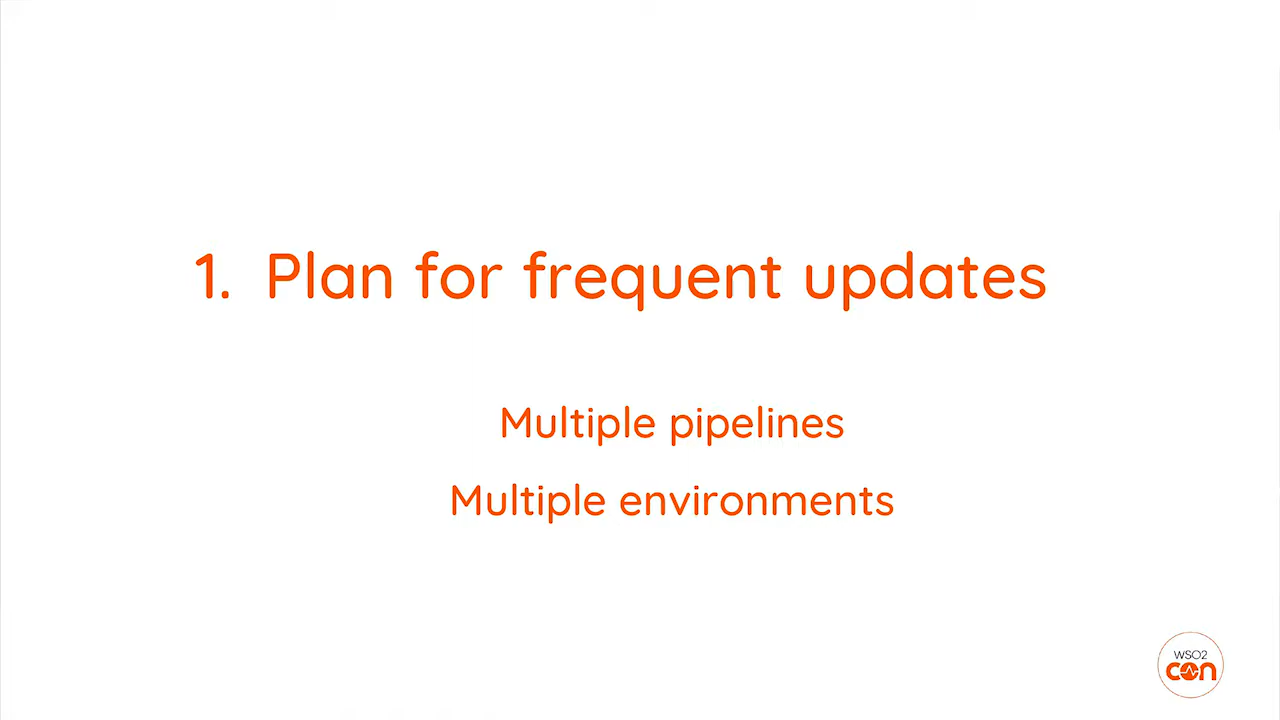 1. Plan for frequent updates
Multiple pipelines
Multiple environments
WSO2
con